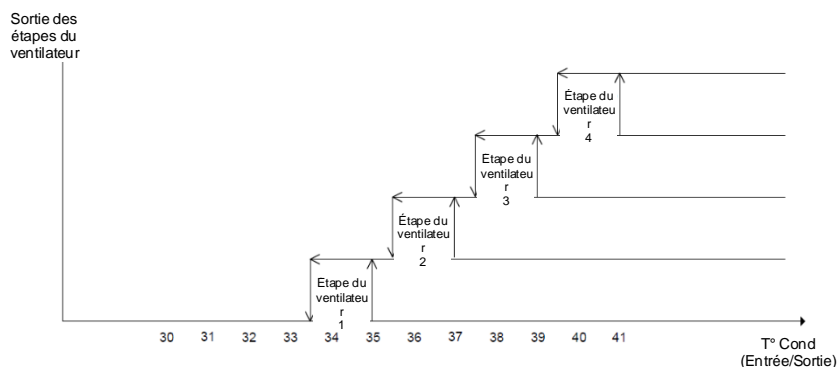 Sortie des
étapes du
ventilateur
Étape du
ventilateu
r
4
Etape du
ventilateu
r
3
Étape du
ventilateu
r
2
Etape du
ventilateu
r
1
30 31 32 33 34 35 36 37 38 39 40 41
Tº Cond
(Entrée/Sortie)